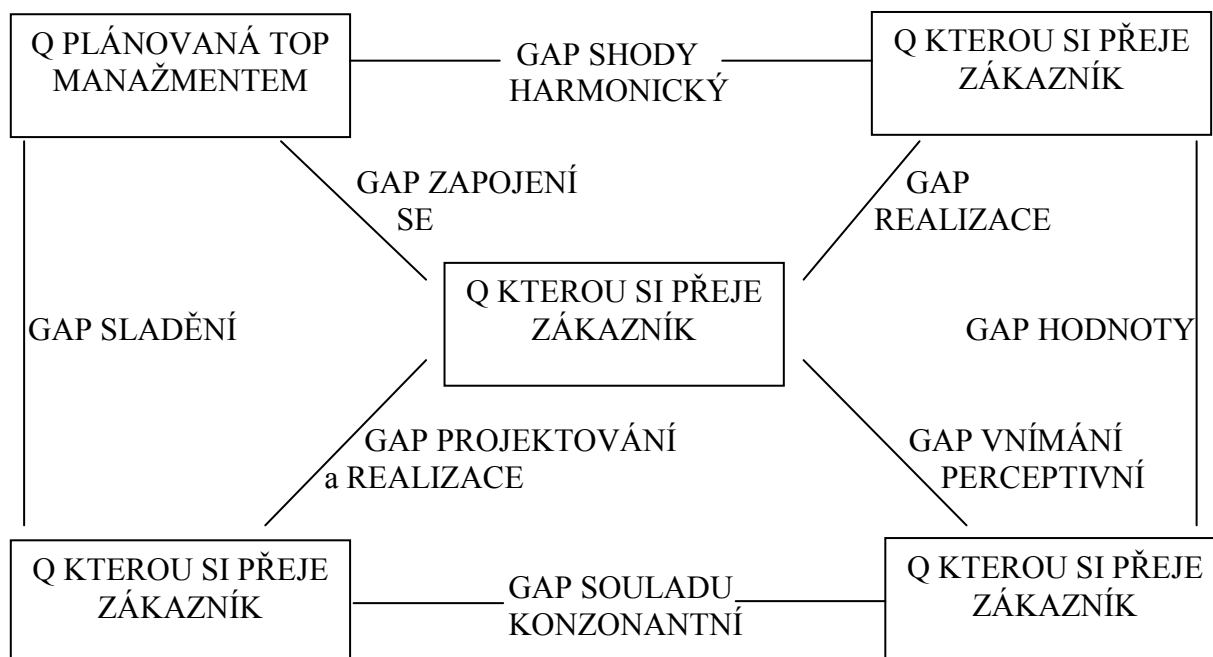 Q PLÁNOVANÁ TOP
MANAŽMENTEM
GAP SHODY
HARMONICKÝ
Q KTEROU SI PŘEJE
ZÁKAZNÍK
GAP ZAPOJENÍ
SE
GAP
REALIZACE
Q KTEROU SI PŘEJE
ZÁKAZNÍK
GAP SLADĚNÍ
GAP HODNOTY
GAP PROJEKTOVÁNÍ
a REALIZACE
GAP VNÍMÁNÍ
PERCEPTIVNÍ
Q KTEROU SI PŘEJE
ZÁKAZNÍK
GAP SOULADU
KONZONANTNÍ
Q KTEROU SI PŘEJE
ZÁKAZNÍK